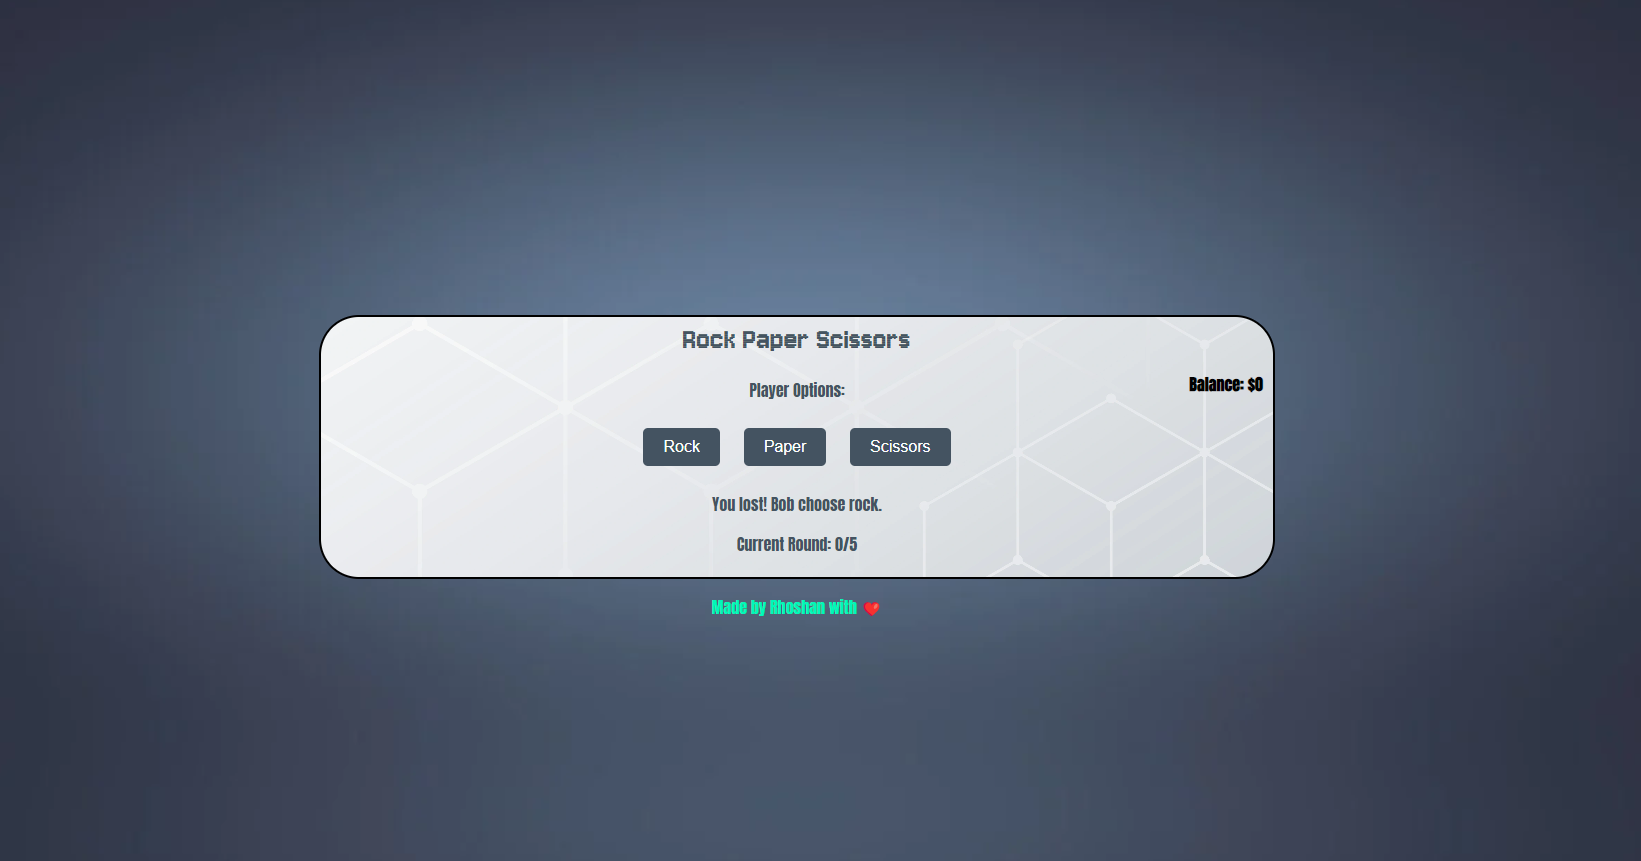 Rock Paper Scissors
Player Options:
Balance: $0
Rock Paper Scissors
You lost! Bob choose rock.
Current Round: 0/5
Made by Rhoshan with ❤️